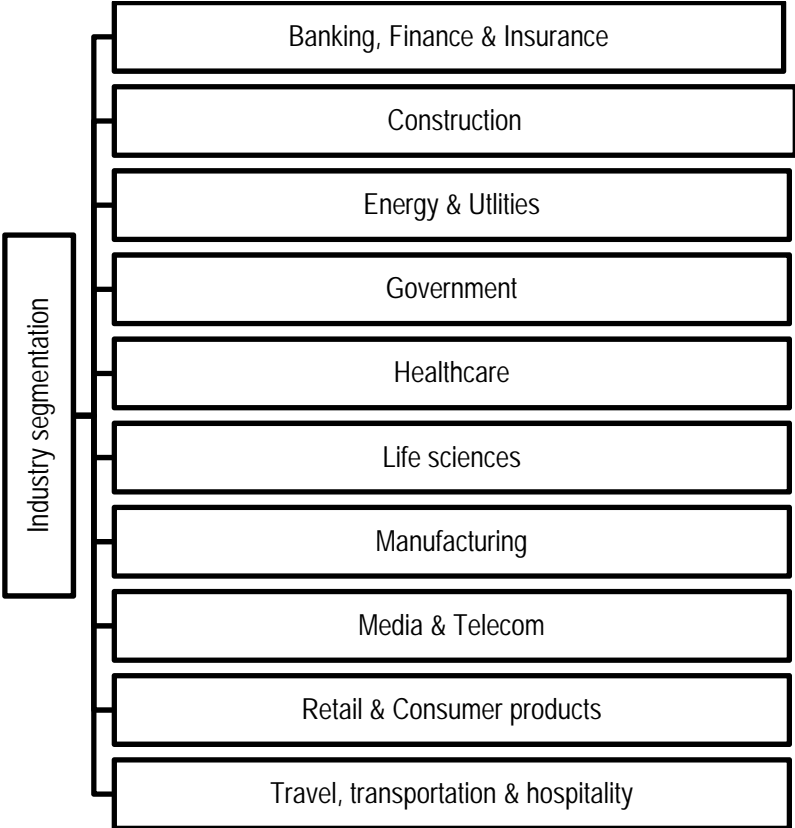 Banking, Finance & Insurance
Construction
Energy & Utlities
Government
Industry segmentation
Healthcare
Life sciences
Manufacturing
Media & Telecom
Retail & Consumer products
Travel, transportation & hospitality